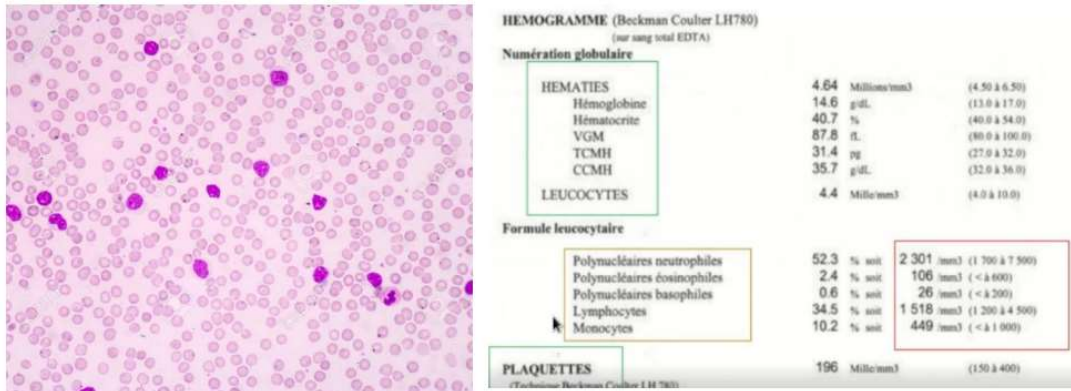 HEMOGRAMME (Beckman Coulter LH780)
(sur sang total EDTA)
Numération globulaire
HEMATIES 4.64 Millions/mm3 (4.50 à 6.50)
Hémoglobine 14.6 g/dL (13.0 à 17.0)
Hématocrite 40.7 % (40.0 à 54.0)
VGM 87.8 fL (80.0 à 100.0)
TCMH 31.4 pg (27.0 à 32.0)
CCMH 35.7 g/dL (32.0 à 36.0)
LEUCOCYTES 4.4 Mille/mm3 (4.0 à 10.0)
Formule leucocytaire
Polynucléaires neutrophiles 52.3 % soit 2 301 /mm3 (1 700 à 7 500)
Polynucléaires éosinophiles 2.4 % soit 106 /mm3 (< à 600)
Polynucléaires basophiles 0.6 % soit 26 /mm3 (< à 200)
Lymphocytes 34.5 % soit 1 518 /mm3 (1 200 à 4 500)
Monocytes 10.2 % soit 449 /mm3 (< à 1 000)
PLAQUETTES 196 Mille/mm3 (150 à 400)
(Technique Beckman Coulter LH 780)